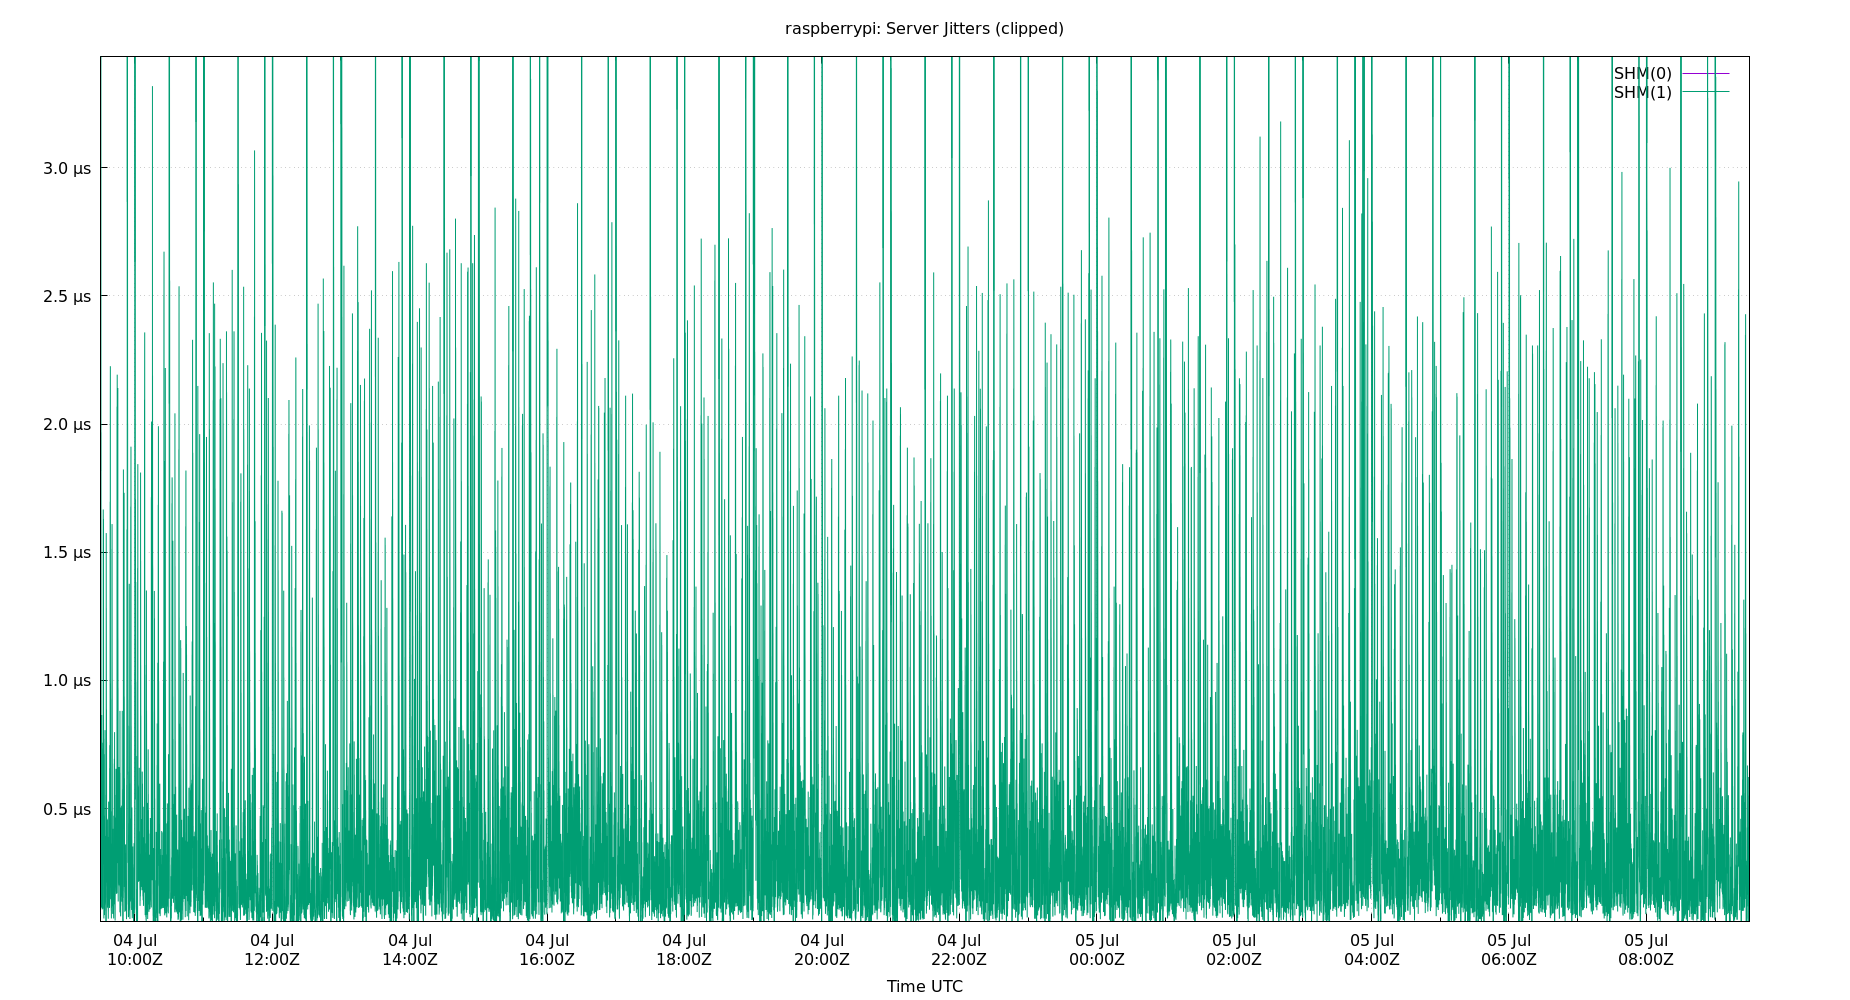 raspberrypi: Server Jitters (clipped)
SHM(0)
SHM(1)
3.0 µs
2.5 µs
2.0 µs
1.5 µs
1.0 µs
0.5 µs
04 Jul 04 Jul 04 Jul 04 Jul 04 Jul 04 Jul 04 Jul 05 Jul 05 Jul 05 Jul 05 Jul 05 Jul
10:00Z 12:00Z 14:00Z 16:00Z 18:00Z 20:00Z 22:00Z 00:00Z 02:00Z 04:00Z 06:00Z 08:00Z
Time UTC